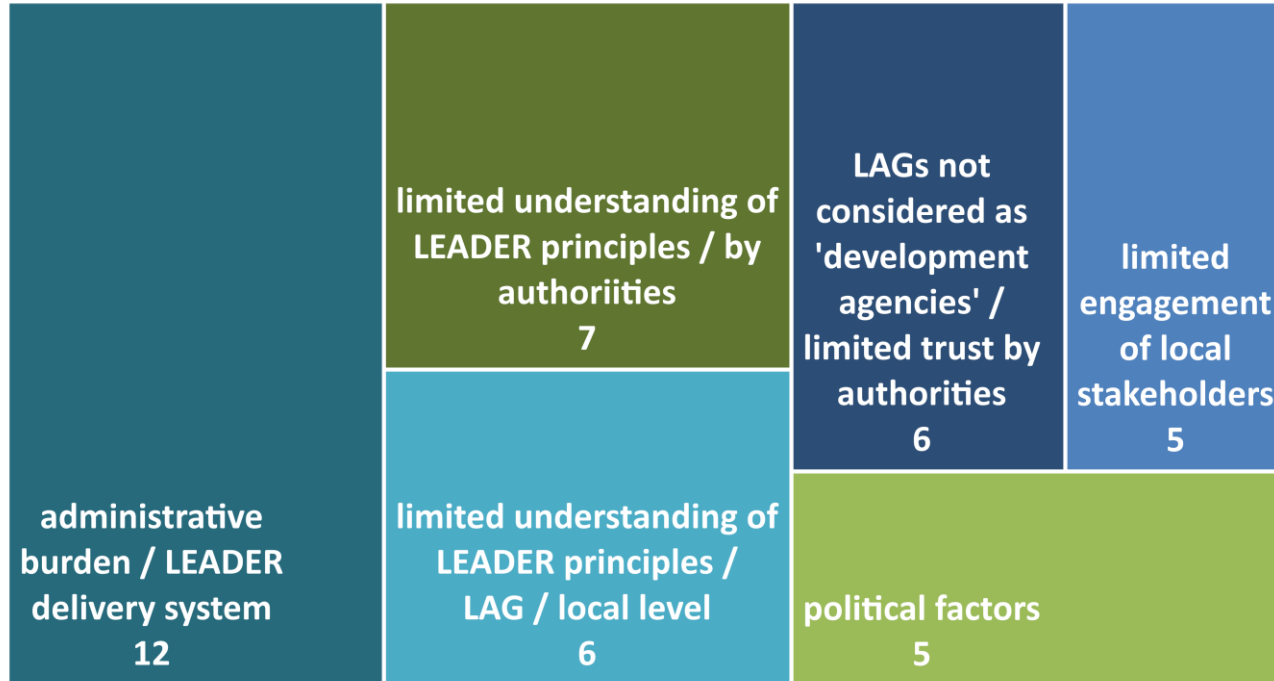 administrative
burden / LEADER
delivery system
12
limited understanding of
LEADER principles / by
authoriities
7
limited understanding of
LEADER principles /
LAG / local level
6
LAGs not
considered as
'development
agencies' /
limited trust by
authorities
6
limited
engagement
of local
stakeholders
5
political factors
5